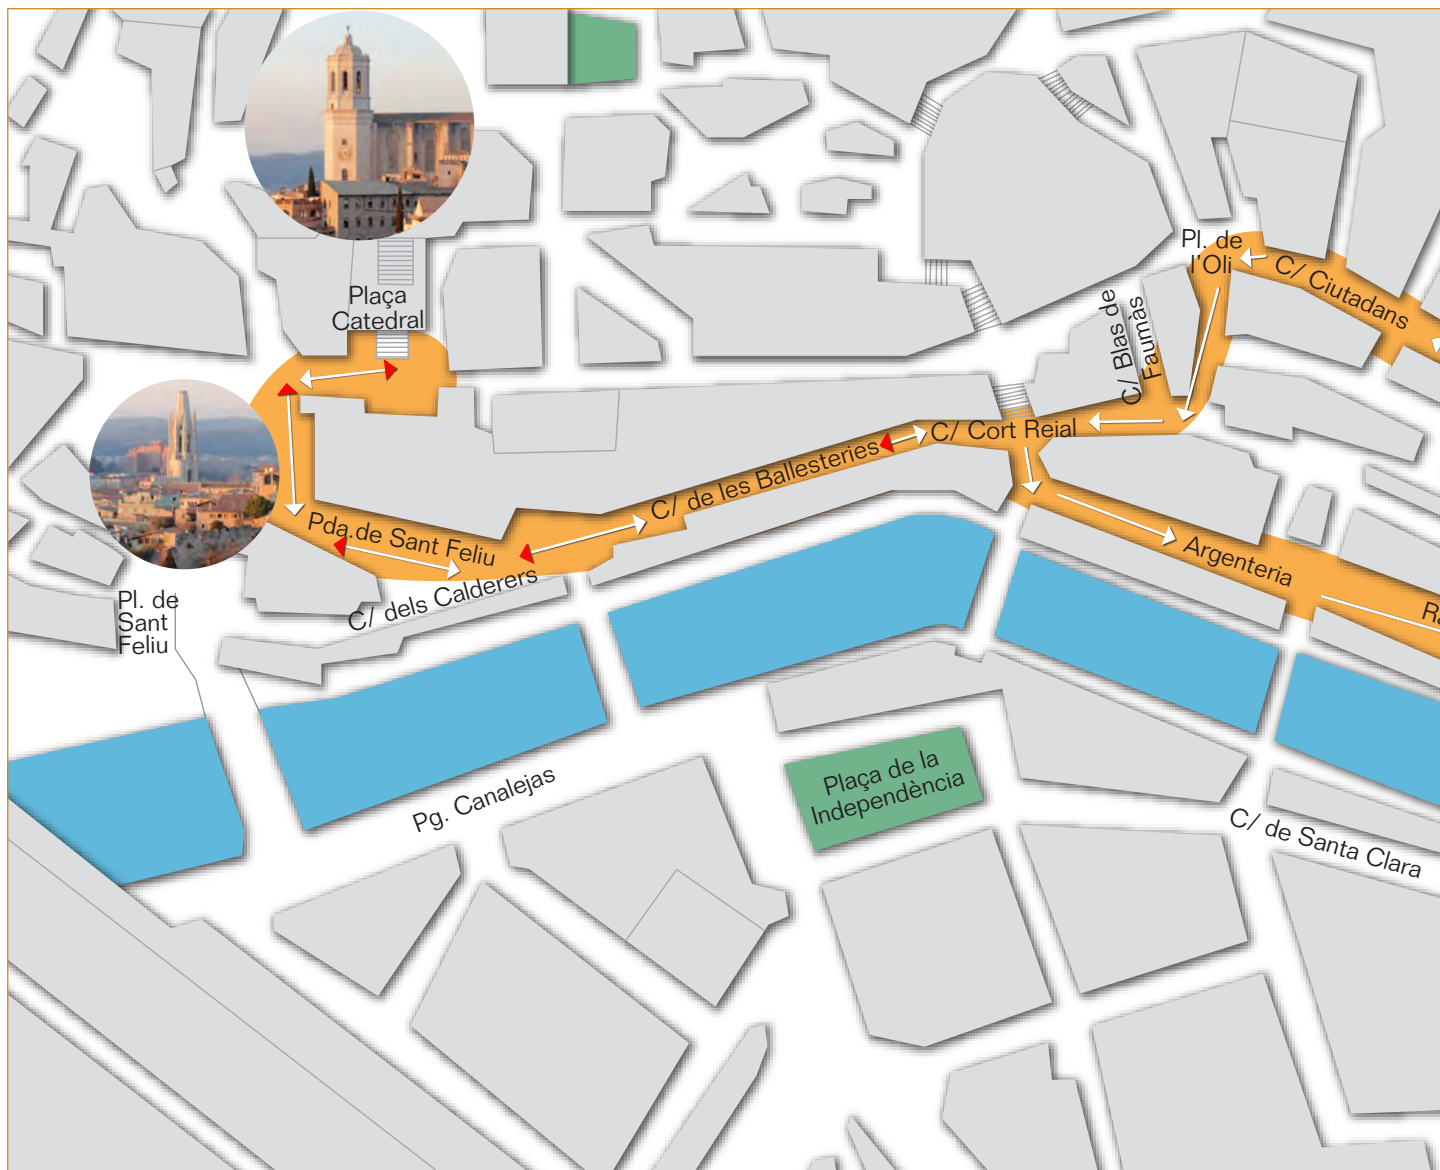 Pl. de
l'Oli
C/ Ciutadans
Plaça
Catedral
C/ Blas de
Faumàs
C/ Cort Reial
C/ de les Ballesteries
Pda.de Sant Feliu
Argenteria
C/ dels Calderers
Pl. de
Sant
Feliu
Plaça de la
Independència
Pg. Canalejas
C/ de Santa Clara